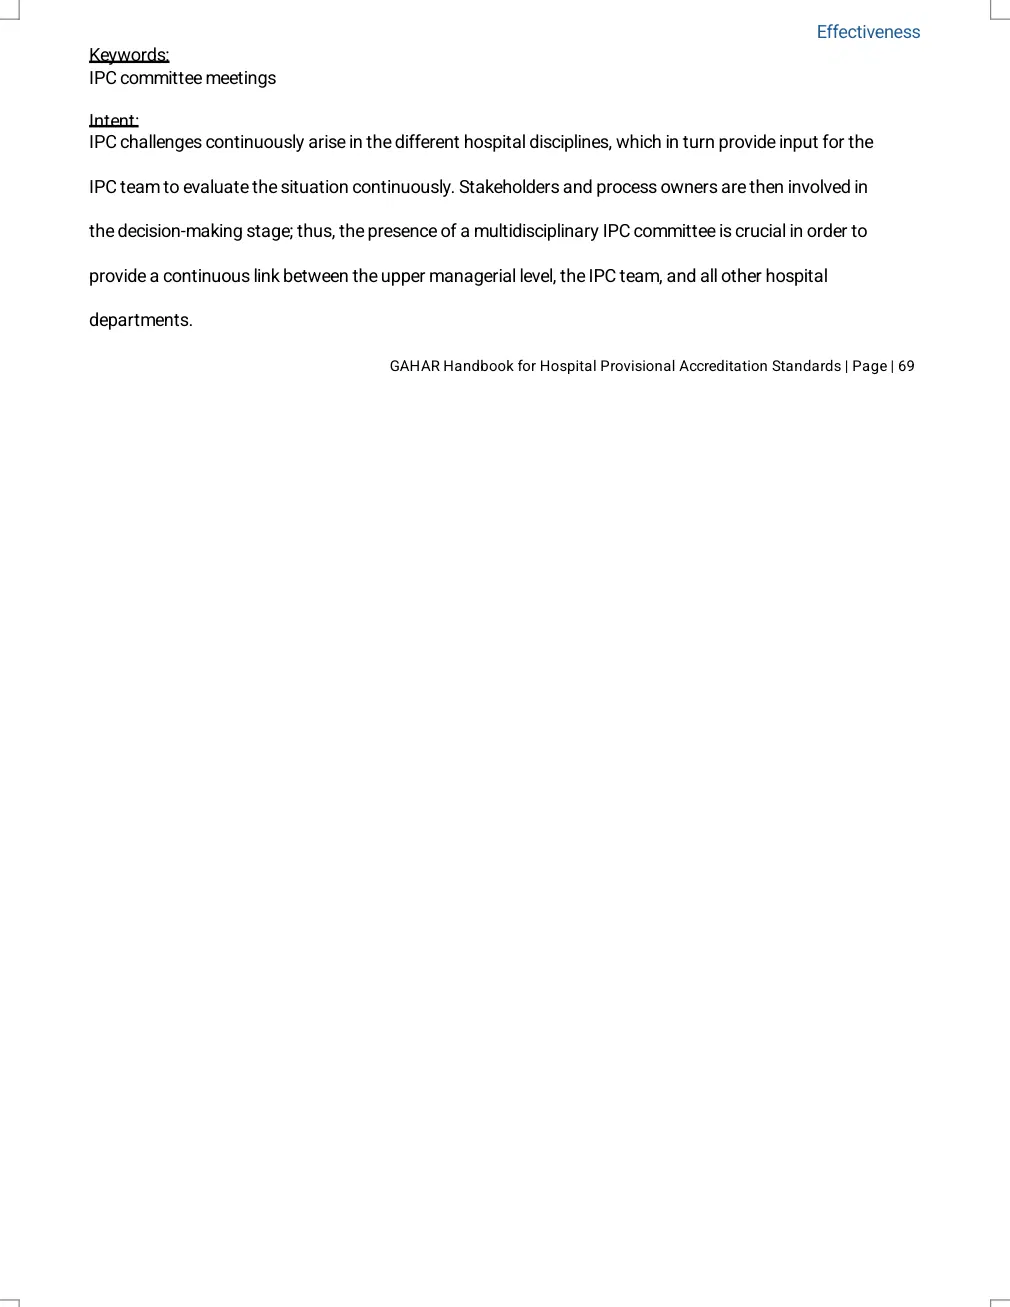 Effectiveness
Keywords:
IPC committee meetings
Intent:
IPC challenges continuously arise in the different hospital disciplines, which in turn provide input for the
IPC team to evaluate the situation continuously. Stakeholders and process owners are then involved in
the decision-making stage; thus, the presence of a multidisciplinary IPC committee is crucial in order to
provide a continuous link between the upper managerial level, the IPC team, and all other hospital
departments.
GAHAR Handbook for Hospital Provisional Accreditation Standards | Page | 69